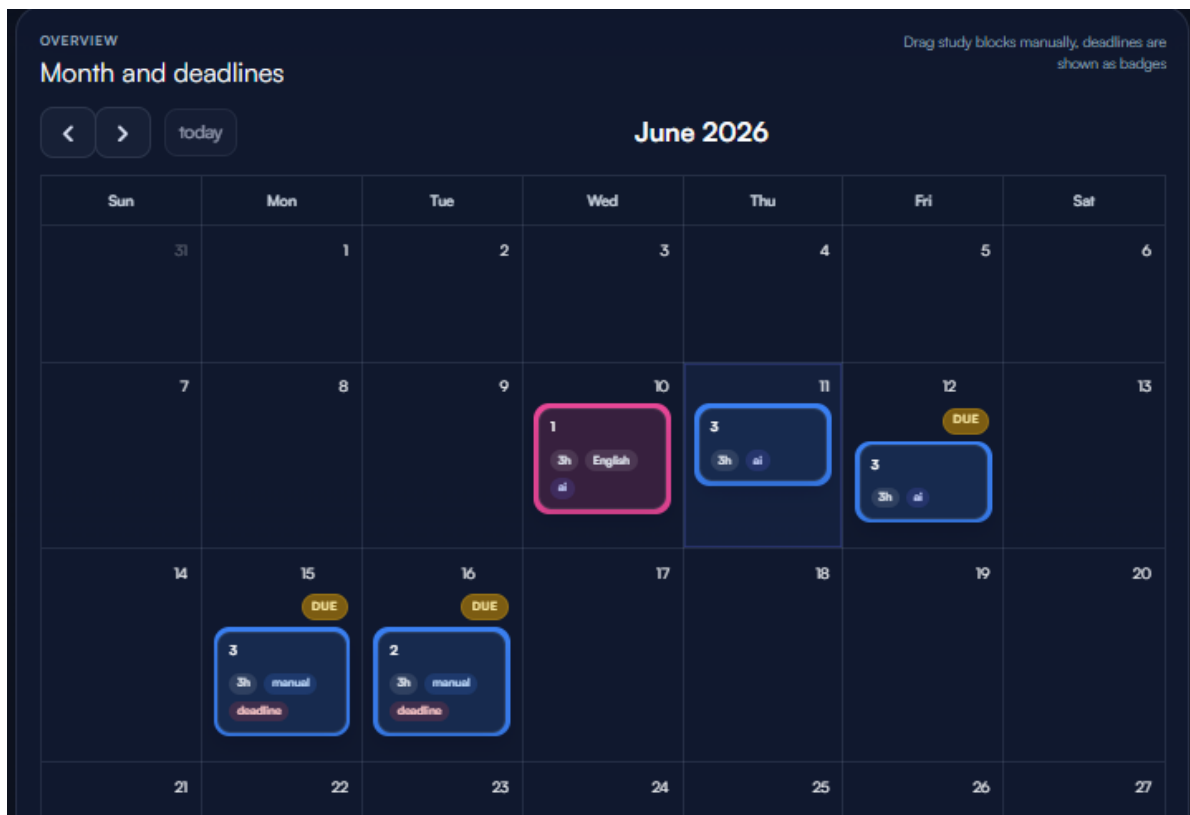 OVERVIEW
Month and deadlines
Drag study blocks manually, deadlines are
shown as badges
today
June 2026
Sun Mon Tue Wed Thu Fri Sat
31 1 2 3 4 5 6
7 8 9 10 11 12 13
DUE
1
3h English
ai
3
3h ai
3
3h ai
14 15 16 17 18 19 20
DUE DUE
3
3h manual
deadline
2
3h manual
deadline
21 22 23 24 25 26 27